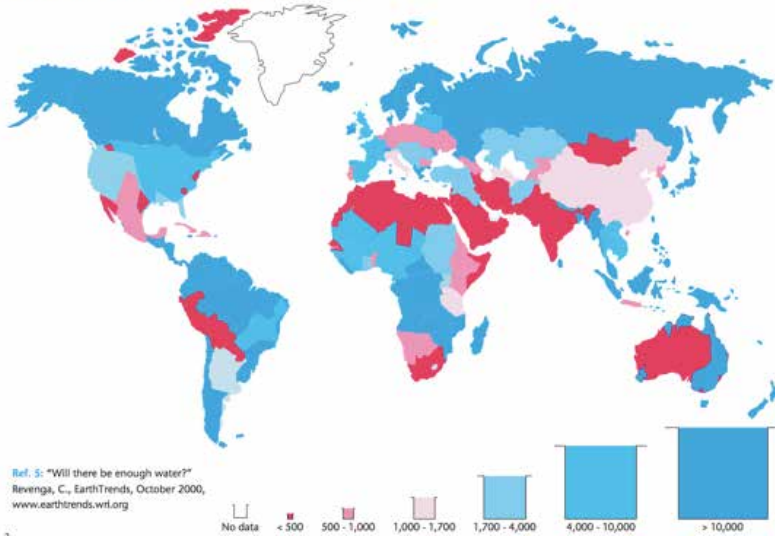 Ref. 5: "Will there be enough water?"
Revenga, C., EarthTrends, October 2000,
www.earthtrends.wri.org
No data
< 500
500 - 1,000
1,000 - 1,700
1,700 - 4,000
4,000 - 10,000
> 10,000